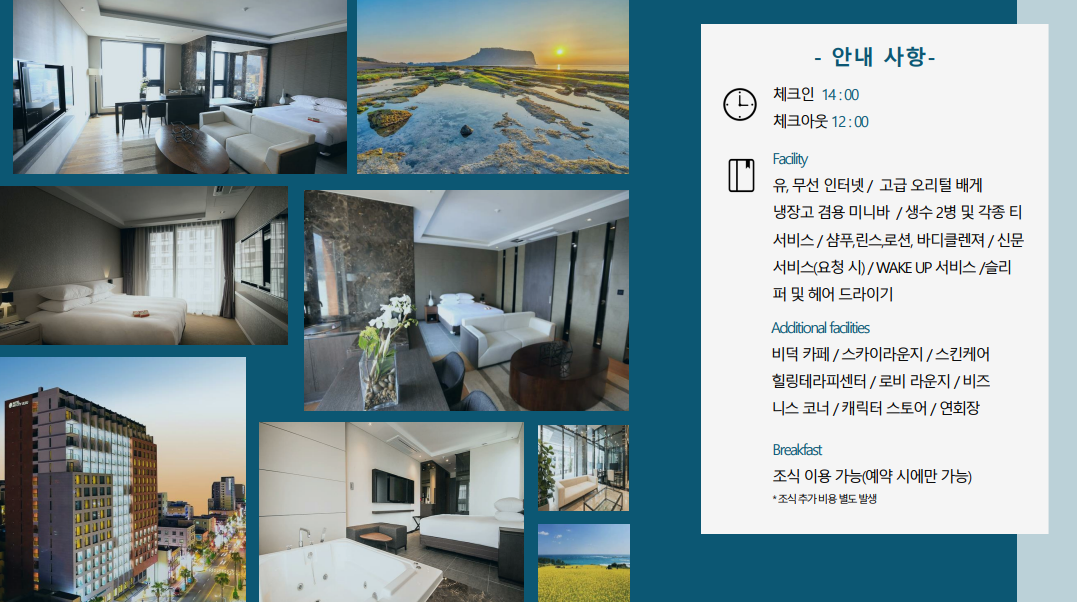 - 안내 사항-
체크인 14 : 00
체크아웃 12 : 00
Facility
유, 무선 인터넷 / 고급 오리털 배게
냉장고 겸용 미니바 / 생수 2병 및 각종 티
서비스 / 샴푸,린스,로션, 바디클렌져 / 신문
서비스(요청 시) / WAKE UP 서비스 /슬리
퍼 및 헤어 드라이기
Additional facilities
비덕 카페 / 스카이라운지 / 스킨케어
힐링테라피센터 / 로비 라운지 / 비즈
니스 코너 / 캐릭터 스토어 / 연회장
Breakfast
조식 이용 가능(예약 시에만 가능)
* 조식 추가 비용 별도 발생